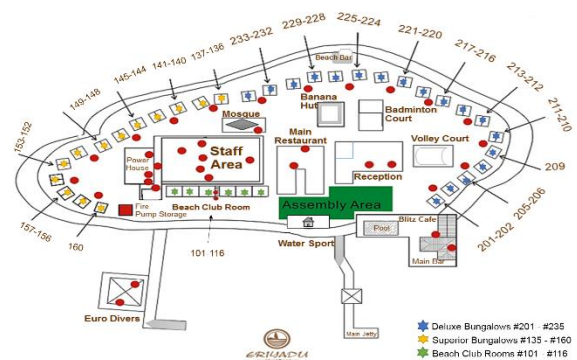 225-224
229-228
221-220
233-232
217-216
137-136
141-140
213-212
145-144
149-148
211-210
153-152
209
205-206
201-202
157-156
160
101-116
Beach Bar
Banana
Hut
Badminton
Court
Mosque
Main
Restaurant
Volley Court
Staff
Area
Power
House
Reception
Beach Club Room
Assembly Area
Fire
Pump Storage
Blitz Cafe
Pool
Water Sport
Main Bar
Euro Divers
Main Jetty
ERIYADU
Deluxe Bungalows #201 - #235
Superior Bungalows #135 - #160
Beach Club Rooms #101 - #116